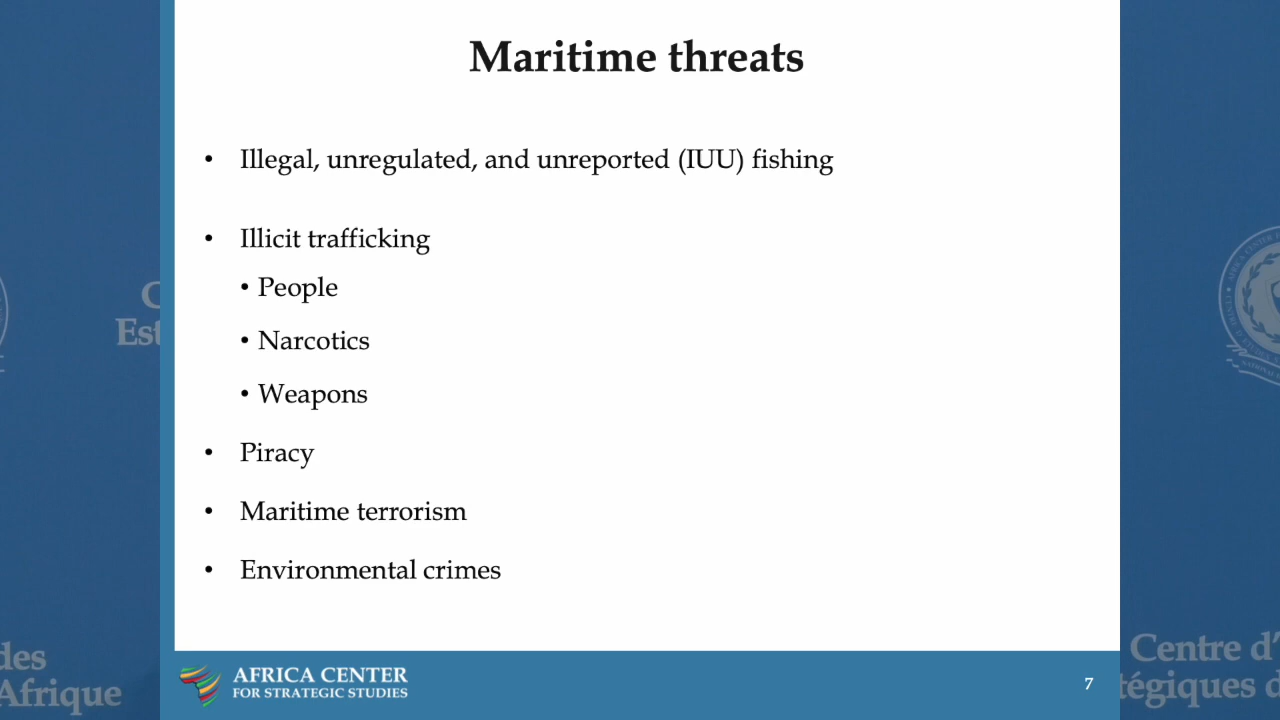 Maritime threats
• Illegal, unregulated, and unreported (IUU) fishing
• Illicit trafficking
• People
• Narcotics
• Weapons
• Piracy
• Maritime terrorism
• Environmental crimes
AFRICA CENTER
FOR STRATEGIC STUDIES
7
des
Afrique
Centre d'